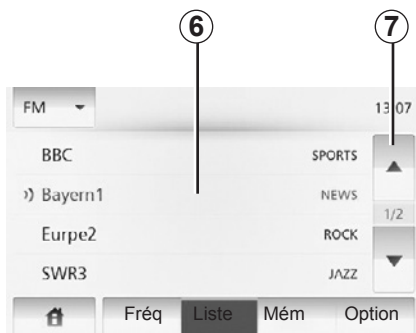 6 7
FM 13:07
BBC SPORTS
Bayern1 NEWS
1/2
Eurpe2 ROCK
SWR3 JAZZ
Fréq Liste Mém Option